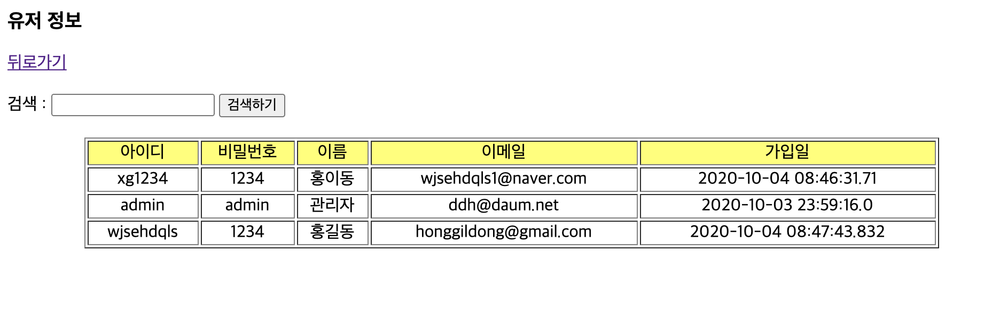 유저 정보
뒤로가기
검색 : 검색하기
아이디 비밀번호 이름 이메일 가입일
xg1234 1234 홍이동 wjsehdqls1@naver.com 2020-10-04 08:46:31.71
admin admin 관리자 ddh@daum.net 2020-10-03 23:59:16.0
wjsehdqls 1234 홍길동 honggildong@gmail.com 2020-10-04 08:47:43.832